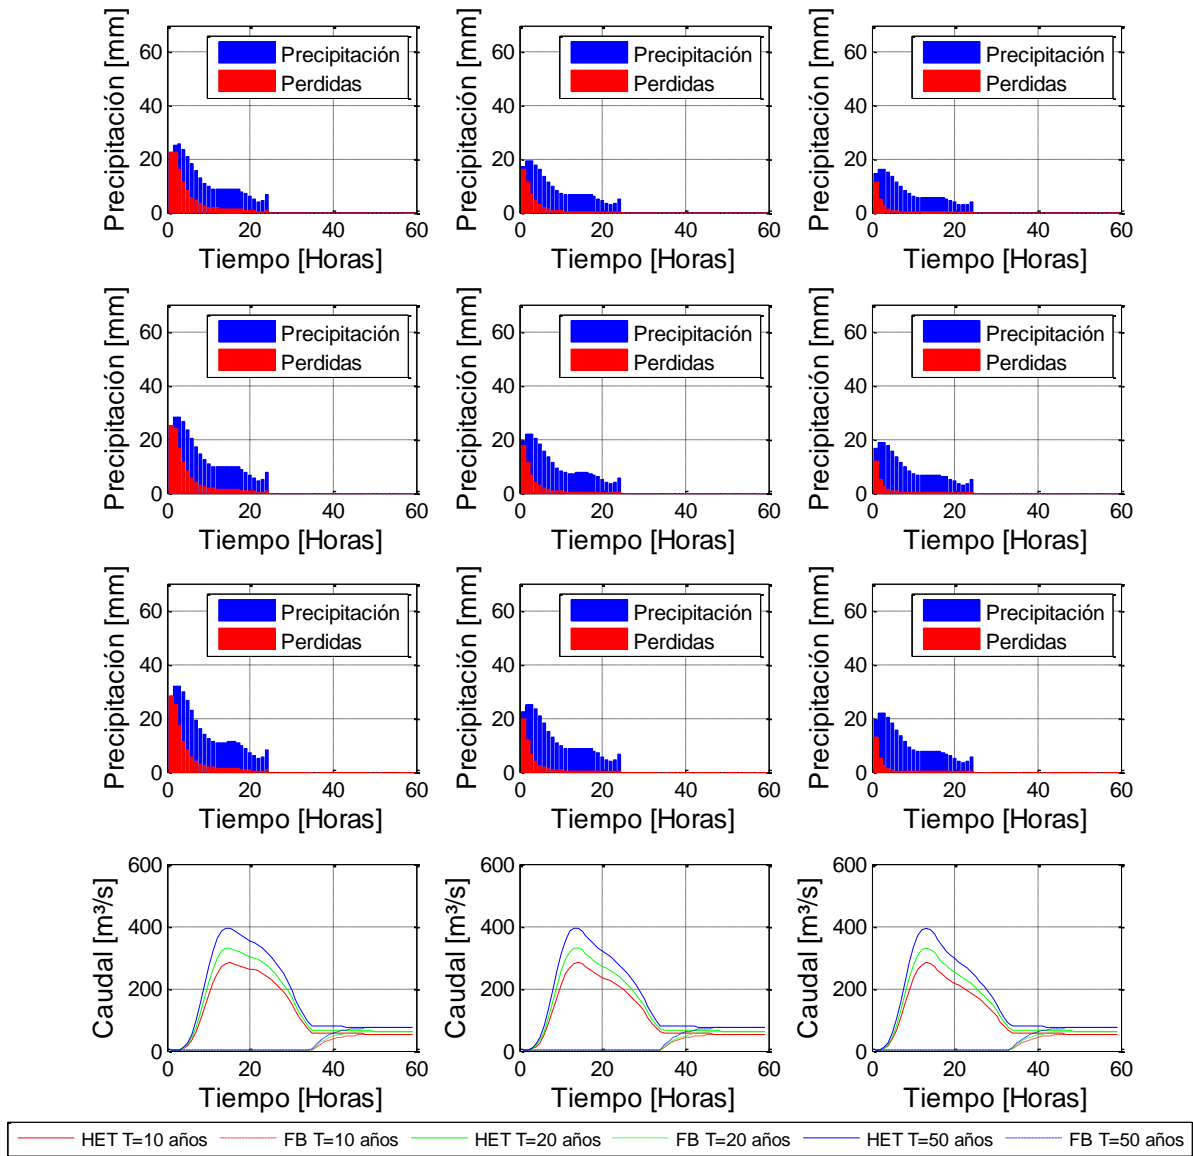 Precipitación [mm]
60
40
20
0
Precipitación
Perdidas
0 20 40 60
Tiempo [Horas]
Precipitación [mm]
60
40
20
0
Precipitación
Perdidas
0 20 40 60
Tiempo [Horas]
Precipitación [mm]
60
40
20
0
Precipitación
Perdidas
0 20 40 60
Tiempo [Horas]
Precipitación [mm]
60
40
20
0
Precipitación
Perdidas
0 20 40 60
Tiempo [Horas]
Precipitación [mm]
60
40
20
0
Precipitación
Perdidas
0 20 40 60
Tiempo [Horas]
Precipitación [mm]
60
40
20
0
Precipitación
Perdidas
0 20 40 60
Tiempo [Horas]
Precipitación [mm]
60
40
20
0
Precipitación
Perdidas
0 20 40 60
Tiempo [Horas]
Precipitación [mm]
60
40
20
0
Precipitación
Perdidas
0 20 40 60
Tiempo [Horas]
Precipitación [mm]
60
40
20
0
Precipitación
Perdidas
0 20 40 60
Tiempo [Horas]
Caudal [m³/s]
600
400
200
0
0 20 40 60
Tiempo [Horas]
Caudal [m³/s]
600
400
200
0
0 20 40 60
Tiempo [Horas]
Caudal [m³/s]
600
400
200
0
0 20 40 60
Tiempo [Horas]
HET T=10 años FB T=10 años HET T=20 años FB T=20 años HET T=50 años FB T=50 años